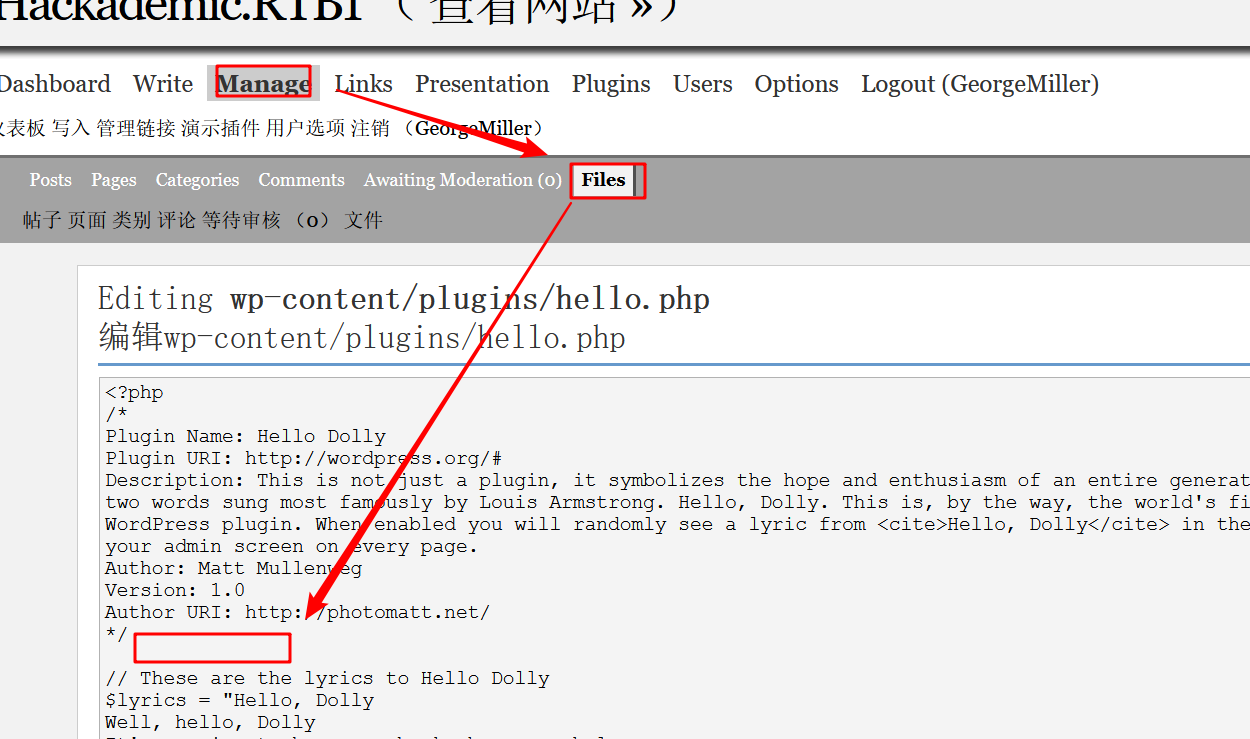 Hackademic.RTB1 （ 查看网站 »）
Dashboard Write Manage Links Presentation Plugins Users Options Logout (GeorgeMiller)
仪表板 写入 管理链接 演示插件 用户选项 注销 （GeorgeMiller）
Posts Pages Categories Comments Awaiting Moderation (0) Files
帖子 页面 类别 评论 等待审核 （0） 文件
Editing wp-content/plugins/hello.php
编辑wp-content/plugins/hello.php
<?php
/*
Plugin Name: Hello Dolly
Plugin URI: http://wordpress.org/#
Description: This is not just a plugin, it symbolizes the hope and enthusiasm of an entire generat
two words sung most famously by Louis Armstrong. Hello, Dolly. This is, by the way, the world's fi
WordPress plugin. When enabled you will randomly see a lyric from <cite>Hello, Dolly</cite> in the
your admin screen on every page.
Author: Matt Mullenweg
Version: 1.0
Author URI: http://photomatt.net/
*/
// These are the lyrics to Hello Dolly
$lyrics = "Hello, Dolly
Well, hello, Dolly